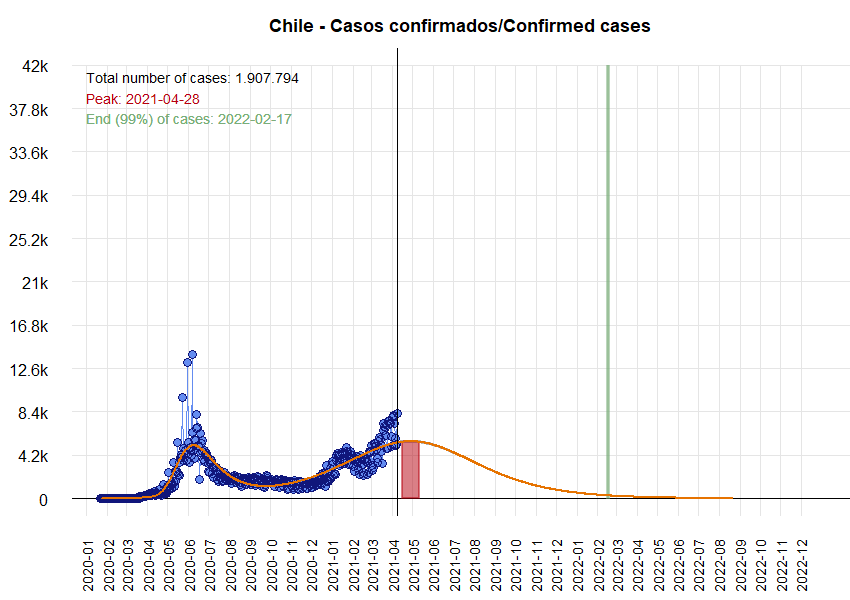 Chile - Casos confirmados/Confirmed cases
42k
Total number of cases: 1.907.794
Peak: 2021-04-28
37.8k
End (99%) of cases: 2022-02-17
33.6k
29.4k
25.2k
21k
16.8k
12.6k
8.4k
4.2k
0
2020-01
2020-02
2020-03
2020-04
2020-05
2020-06
2020-07
2020-08
2020-09
2020-10
2020-11
2020-12
2021-01
2021-02
2021-03
2021-04
2021-05
2021-06
2021-07
2021-08
2021-09
2021-10
2021-11
2021-12
2022-01
2022-02
2022-03
2022-04
2022-05
2022-06
2022-07
2022-08
2022-09
2022-10
2022-11
2022-12